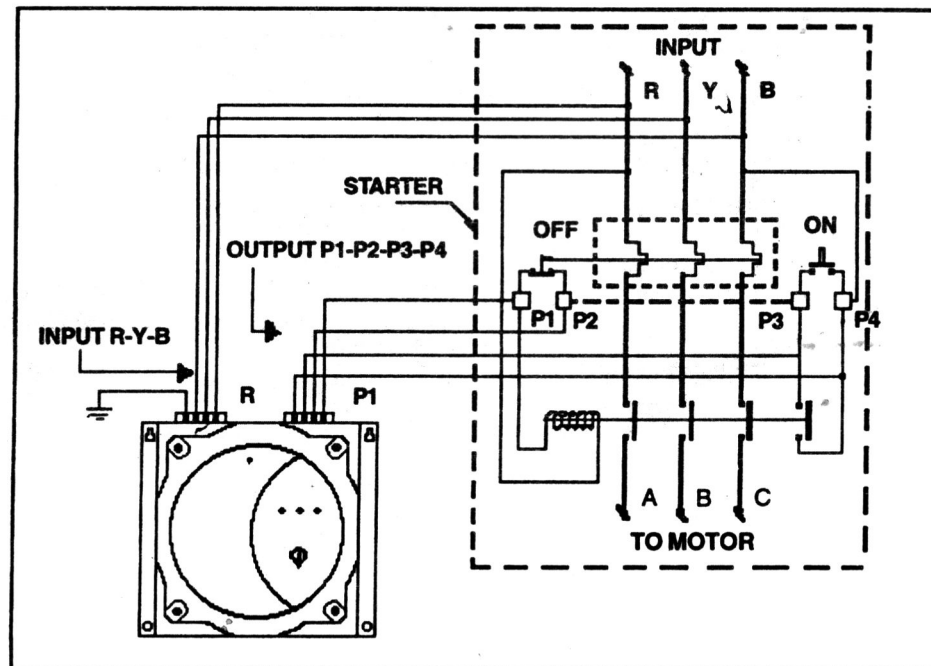 INPUT
R Y B
STARTER
OFF
ON
OUTPUT P1-P2-P3-P4
P1 P2
P3 P4
INPUT R-Y-B
R P1
A B C
TO MOTOR